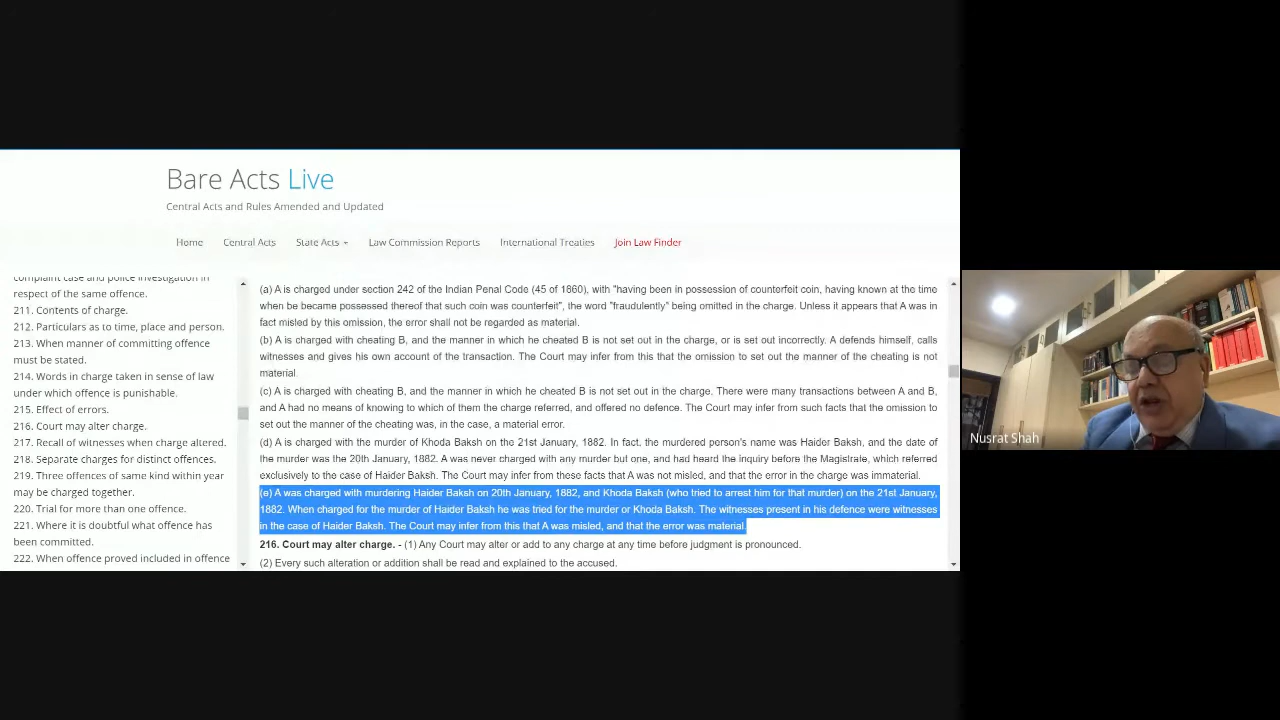 Bare Acts Live
Central Acts and Rules Amended and Updated
Home Central Acts State Acts Law Commission Reports International Treaties Join Law Finder
complaint case and police investigation in
respect of the same offence.
211. Contents of charge.
212. Particulars as to time, place and person.
213. When manner of committing offence
must be stated.
214. Words in charge taken in sense of law
under which offence is punishable.
215. Effect of errors.
216. Court may alter charge.
217. Recall of witnesses when charge altered.
218. Separate charges for distinct offences.
219. Three offences of same kind within year
may be charged together.
220. Trial for more than one offence.
221. Where it is doubtful what offence has
been committed.
222. When offence proved included in offence
(a) A is charged under section 242 of the Indian Penal Code (45 of 1860), with "having been in possession of counterfeit coin, having known at the time
when be became possessed thereof that such coin was counterfeit", the word "fraudulently" being omitted in the charge. Unless it appears that A was in
fact misled by this omission, the error shall not be regarded as material.
(b) A is charged with cheating B, and the manner in which he cheated B is not set out in the charge, or is set out incorrectly. A defends himself, calls
witnesses and gives his own account of the transaction. The Court may infer from this that the omission to set out the manner of the cheating is not
material.
(c) A is charged with cheating B, and the manner in which he cheated B is not set out in the charge. There were many transactions between A and B,
and A had no means of knowing to which of them the charge referred, and offered no defence. The Court may infer from such facts that the omission to
set out the manner of the cheating was, in the case, a material error.
(d) A is charged with the murder of Khoda Baksh on the 21st January, 1882. In fact, the murdered person's name was Haider Baksh, and the date of
the murder was the 20th January, 1882. A was never charged with any murder but one, and had heard the inquiry before the Magistrale, which referred
exclusively to the case of Haider Baksh. The Court may infer from these facts that A was not misled, and that the error in the charge was immaterial.
(e) A was charged with murdering Haider Baksh on 20th January, 1882, and Khoda Baksh (who tried to arrest him for that murder) on the 21st January,
1882. When charged for the murder of Haider Baksh he was tried for the murder or Khoda Baksh. The witnesses present in his defence were witnesses
in the case of Haider Baksh. The Court may infer from this that A was misled, and that the error was material.
216. Court may alter charge. - (1) Any Court may alter or add to any charge at any time before judgment is pronounced.
(2) Every such alteration or addition shall be read and explained to the accused.
Nusrat Shah